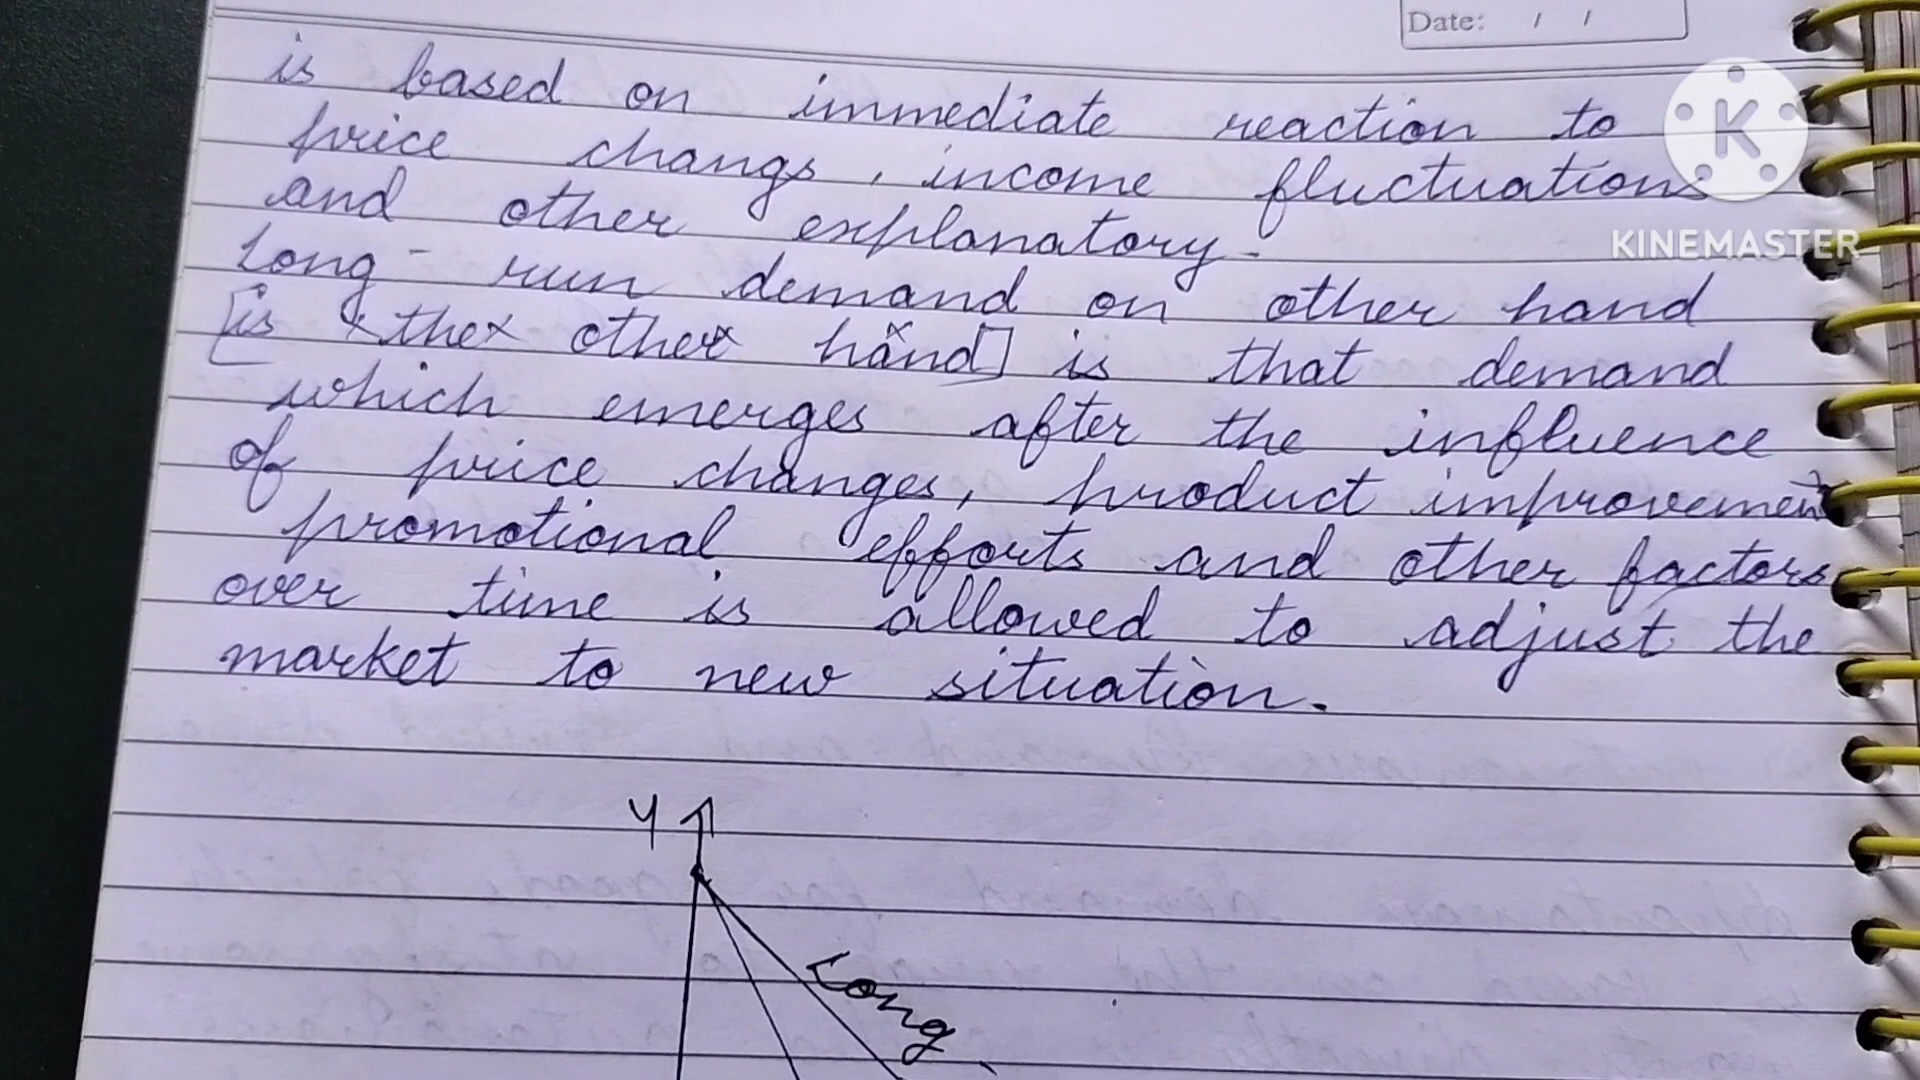 Date: / /
is based on immediate reaction to
price changs, income fluctuations
and other explanatory-
Long-run demand on other hand
[is the other hand] is that demand
which emerges after the influence
of price changes, product improvement
promotional efforts and other factors
over time is allowed to adjust the
market to new situation.
Y
Long
K
KINEMASTER